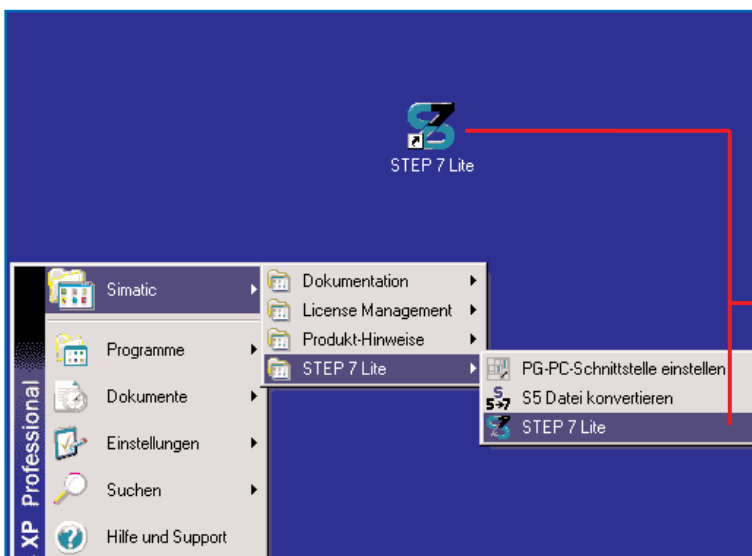 STEP 7 Lite
Simatic
Programme
Dokumente
Einstellungen
Suchen
Hilfe und Support
XP Professional
Dokumentation
License Management
Produkt-Hinweise
STEP 7 Lite
PG-PC-Schnittstelle einstellen
S5 Datei konvertieren
STEP 7 Lite